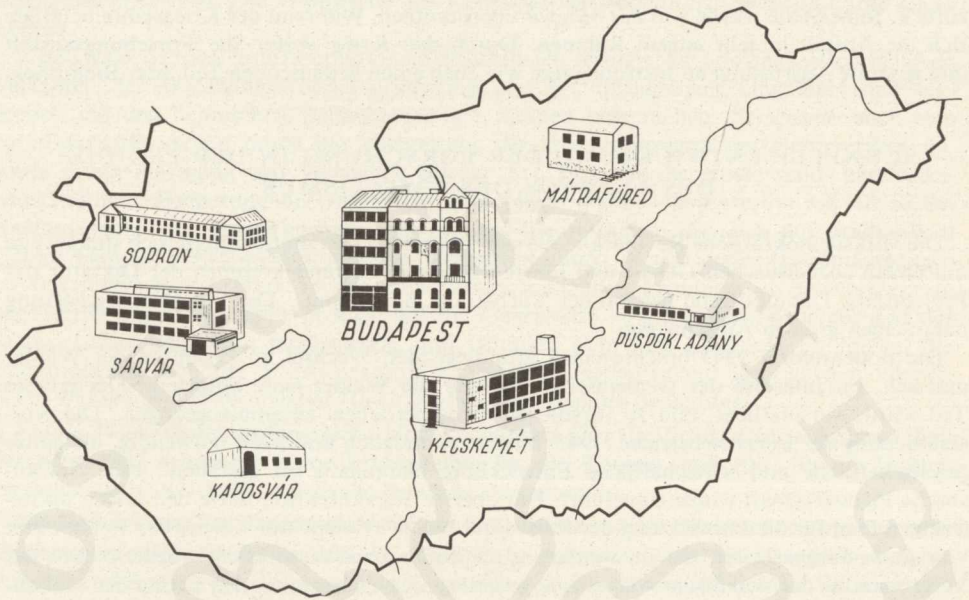 MÁTRAFÜRED
SOPRON
BUDAPEST
PÜSPÖKLADÁNY
SÁRVÁR
KECSKEMÉT
KAPOSVÁR